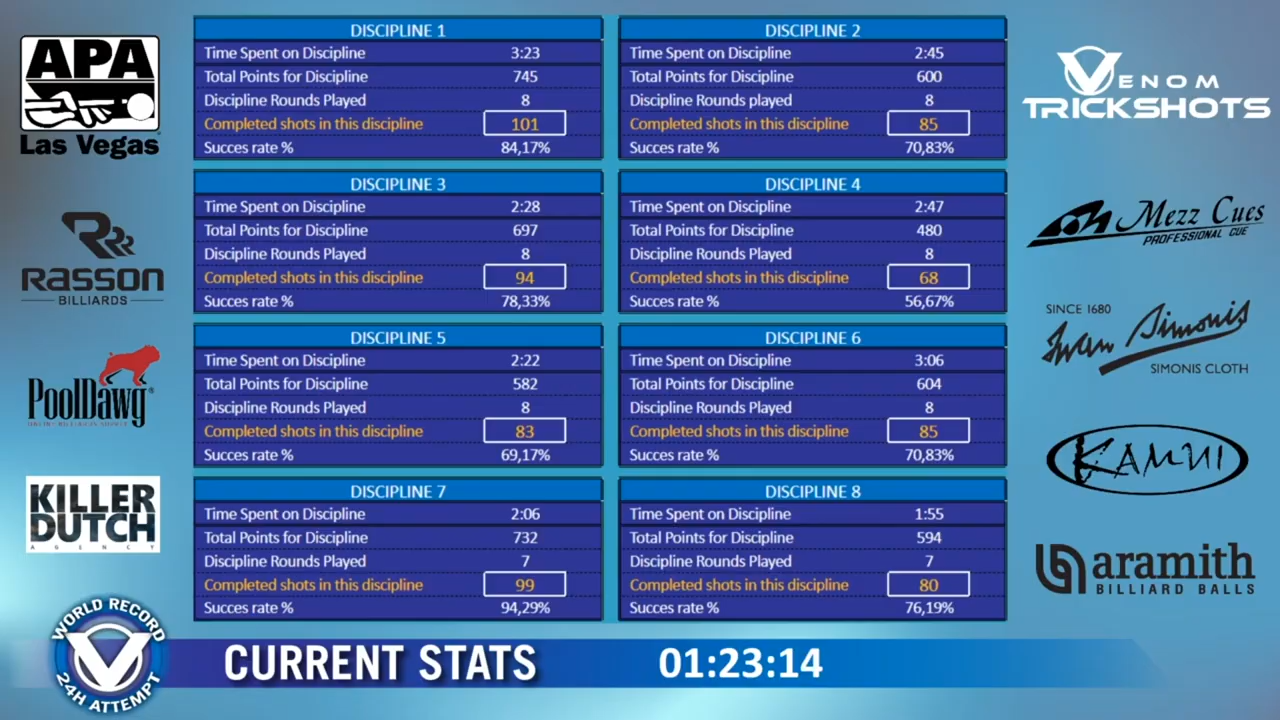 DISCIPLINE 1
Time Spent on Discipline 3:23
Total Points for Discipline 745
Discipline Rounds Played 8
Completed shots in this discipline 101
Succes rate % 84,17%
DISCIPLINE 2
Time Spent on Discipline 2:45
Total Points for Discipline 600
Discipline Rounds played 8
Completed shots in this discipline 85
Succes rate % 70,83%
DISCIPLINE 3
Time Spent on Discipline 2:28
Total Points for Discipline 697
Discipline Rounds Played 8
Completed shots in this discipline 94
Succes rate % 78,33%
DISCIPLINE 4
Time Spent on Discipline 2:47
Total Points for Discipline 480
Discipline Rounds Played 8
Completed shots in this discipline 68
Succes rate % 56,67%
DISCIPLINE 5
Time Spent on Discipline 2:22
Total Points for Discipline 582
Discipline Rounds Played 8
Completed shots in this discipline 83
Succes rate % 69,17%
DISCIPLINE 6
Time Spent on Discipline 3:06
Total Points for Discipline 604
Discipline Rounds Played 8
Completed shots in this discipline 85
Succes rate % 70,83%
DISCIPLINE 7
Time Spent on Discipline 2:06
Total Points for Discipline 732
Discipline Rounds Played 7
Completed shots in this discipline 99
Succes rate % 94,29%
DISCIPLINE 8
Time Spent on Discipline 1:55
Total Points for Discipline 594
Discipline Rounds Played 7
Completed shots in this discipline 80
Succes rate % 76,19%
APA
Las Vegas
RASSON
BILLIARDS
PoolDawg®
KILLER
DUTCH
AGENCY
VENOM
TRICKSHOTS
Mezz Cues
PROFESSIONAL CUE
SINCE 1680
Iwan Simonis
SIMONIS CLOTH
KAMUI
aramith
BILLIARD BALLS
WORLD RECORD
V
24H ATTEMPT
CURRENT STATS 01:23:14